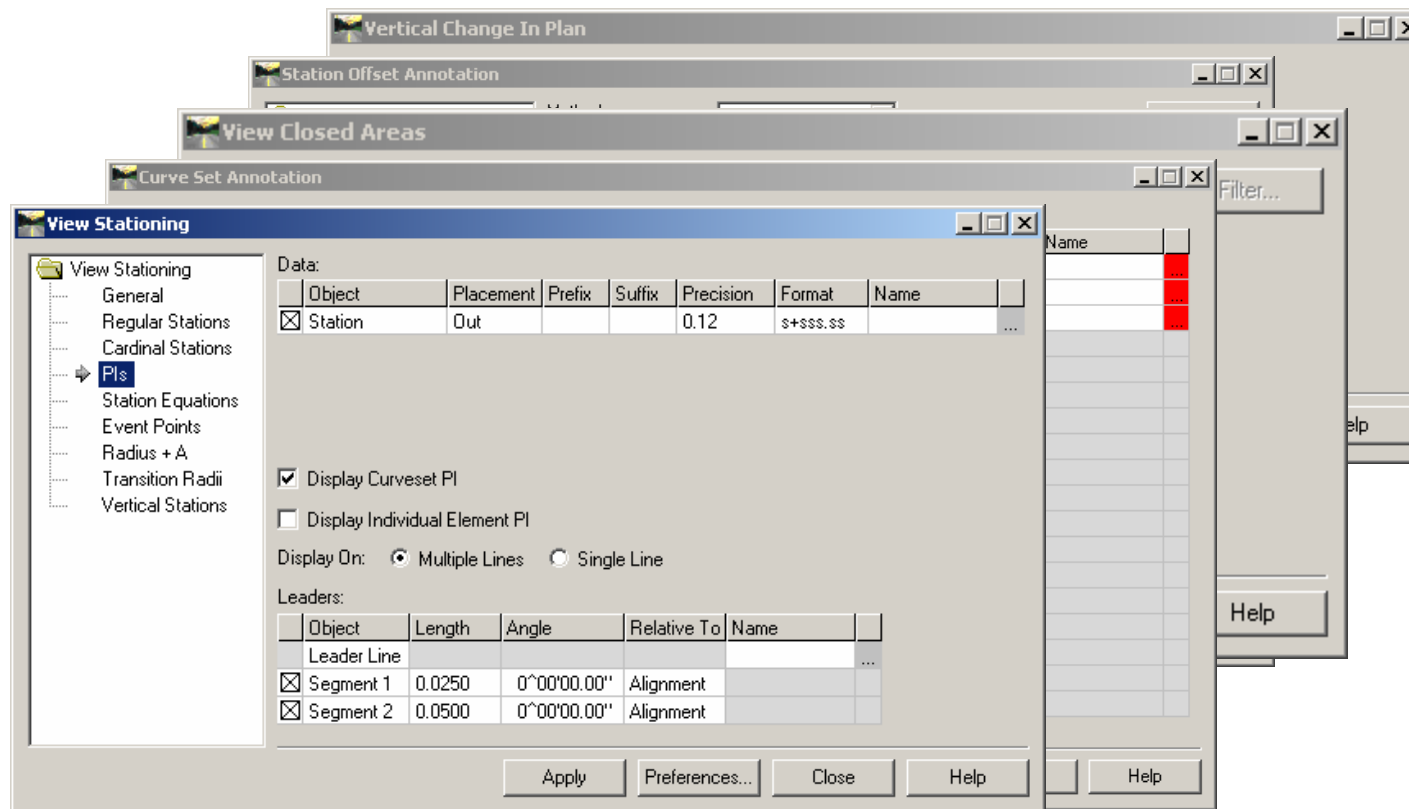 Vertical Change In Plan
Station Offset Annotation
View Closed Areas
Curve Set Annotation
Filter...
View Stationing
Name
View Stationing
General
Regular Stations
Cardinal Stations
PIs
Station Equations
Event Points
Radius + A
Transition Radii
Vertical Stations
Data:
Object Placement Prefix Suffix Precision Format Name
Station Out 0.12 s+sss.ss ...
Display Curveset PI
Display Individual Element PI
Display On: Multiple Lines Single Line
Leaders:
Object Length Angle Relative To Name
Leader Line ...
Segment 1 0.0250 0^00'00.00" Alignment
Segment 2 0.0500 0^00'00.00" Alignment
Apply Preferences... Close Help
Help
Help
elp